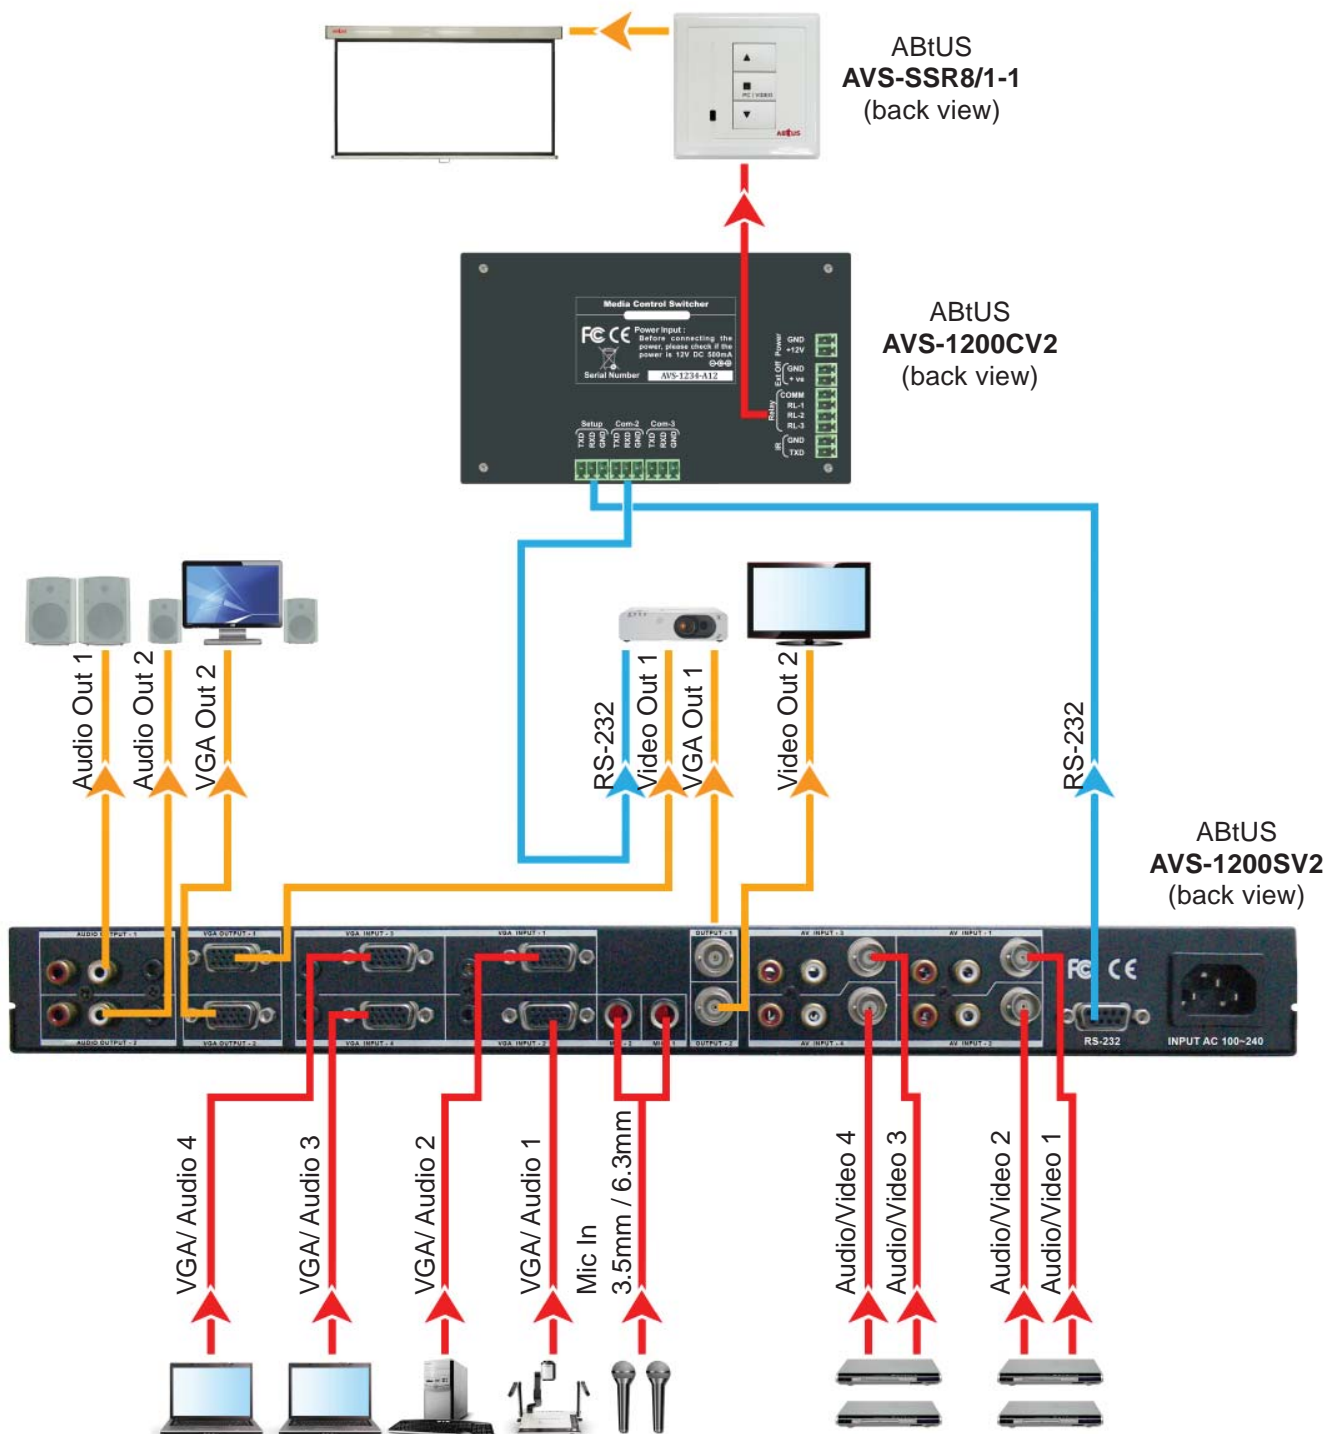 ABtUS
AVS-SSR8/1-1
(back view)
PC / VIDEO
ABtUS
Media Control Switcher
FC CE
Power Input :
Before connecting the
power, please check if the
power is 12V DC 500mA
Serial Number
AVS-1234-A12
Power
GND
+12V
Ext Off
GND
+ vs
Relay
COMM
RL-1
RL-2
RL-3
IR
GND
TXD
Setup
Com-2
Com-3
TXD
RXD
GND
TXD
RXD
GND
TXD
RXD
GND
ABtUS
AVS-1200CV2
(back view)
Audio Out 1
Audio Out 2
VGA Out 2
RS-232
Video Out 1
VGA Out 1
Video Out 2
RS-232
ABtUS
AVS-1200SV2
(back view)
AUDIO OUTPUT - 1
VGA OUTPUT - 1
VGA INPUT - 3
VGA INPUT - 1
OUTPUT - 1
AV INPUT - 3
AV INPUT - 1
FC CE
AUDIO OUTPUT - 2
VGA OUTPUT - 2
VGA INPUT - 4
VGA INPUT - 2
MIC - 2
MIC - 1
OUTPUT - 2
AV INPUT - 4
AV INPUT - 2
RS-232
INPUT AC 100~240
VGA/ Audio 4
VGA/ Audio 3
VGA/ Audio 2
VGA/ Audio 1
Mic In
3.5mm / 6.3mm
Audio/Video 4
Audio/Video 3
Audio/Video 2
Audio/Video 1